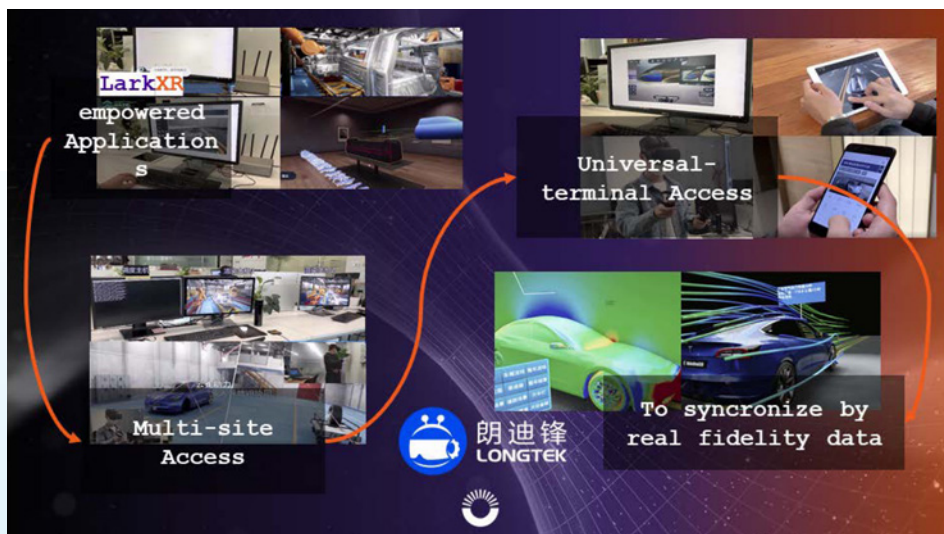 LarkXR
empowered
Application
s
Universal-
terminal Access
Multi-site
Access
朗迪锋
LONGTEK
To syncronize by
real fidelity data